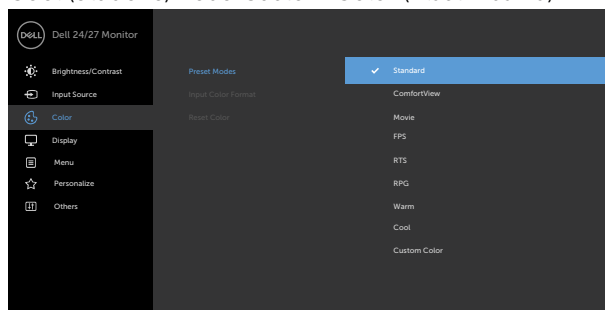 DELL Dell 24/27 Monitor
Brightness/Contrast Preset Modes ✓ Standard
Input Source Input Color Format ComfortView
Color Reset Color Movie
FPS
Display
RTS
Menu
RPG
Personalize
Warm
Others
Cool
Custom Color